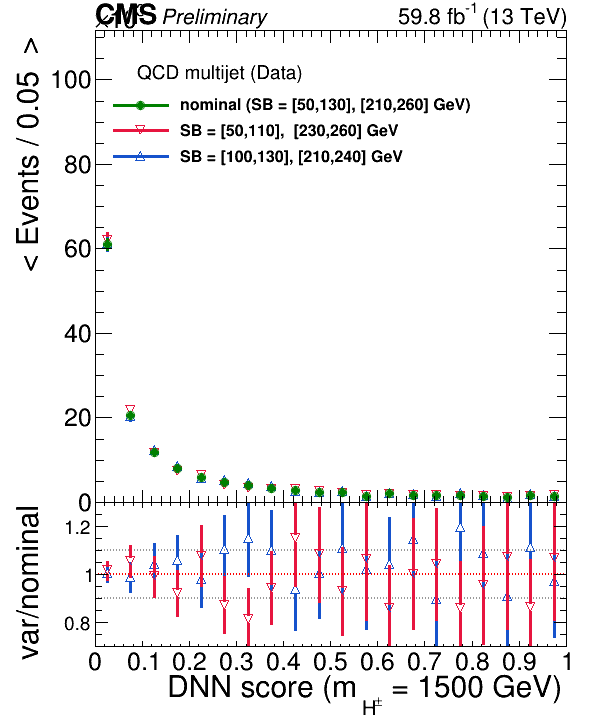 CMS Preliminary 59.8 fb-1 (13 TeV)
QCD multijet (Data)
nominal (SB = [50,130], [210,260] GeV)
SB = [50,110], [230,260] GeV
SB = [100,130], [210,240] GeV
< Events / 0.05 >
100
80
60
40
20
0
var/nominal
1.2
1
0.8
0 0.1 0.2 0.3 0.4 0.5 0.6 0.7 0.8 0.9 1
DNN score (m H± = 1500 GeV)